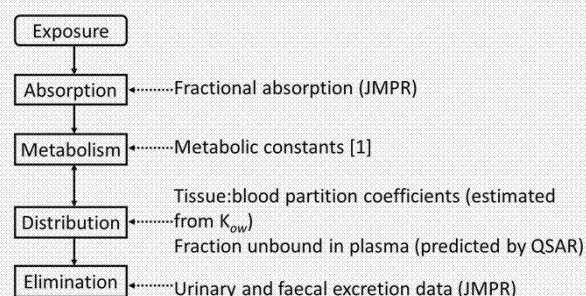 Exposure
Absorption
Fractional absorption (JMPR)
Metabolism
Metabolic constants [1]
Tissue:blood partition coefficients (estimated
Distribution
from Kow)
Fraction unbound in plasma (predicted by QSAR)
Elimination
Urinary and faecal excretion data (JMPR)